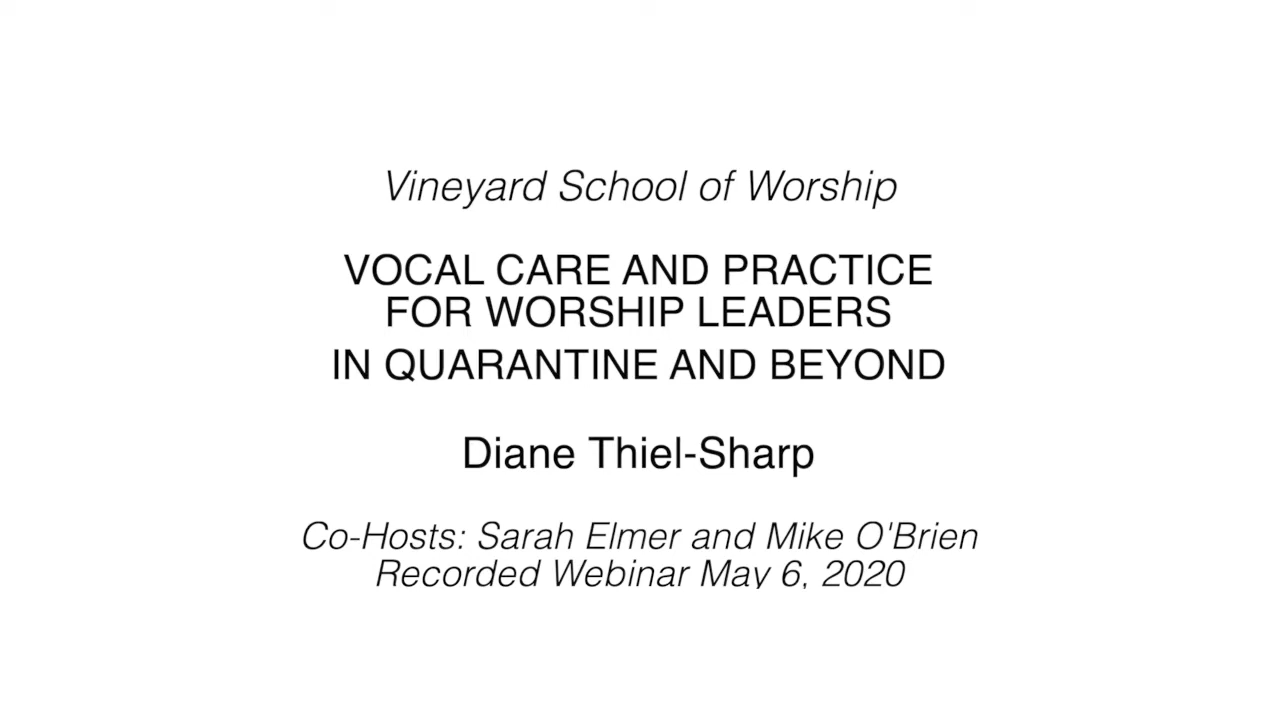 Vineyard School of Worship
VOCAL CARE AND PRACTICE
FOR WORSHIP LEADERS
IN QUARANTINE AND BEYOND
Diane Thiel-Sharp
Co-Hosts: Sarah Elmer and Mike O'Brien
Recorded Webinar May 6, 2020